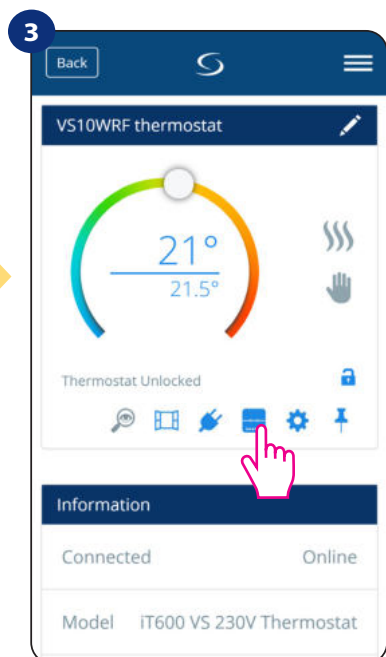 3
Back
VS10WRF thermostat
21°
21.5°
Thermostat Unlocked
Information
Connected Online
Model iT600 VS 230V Thermostat